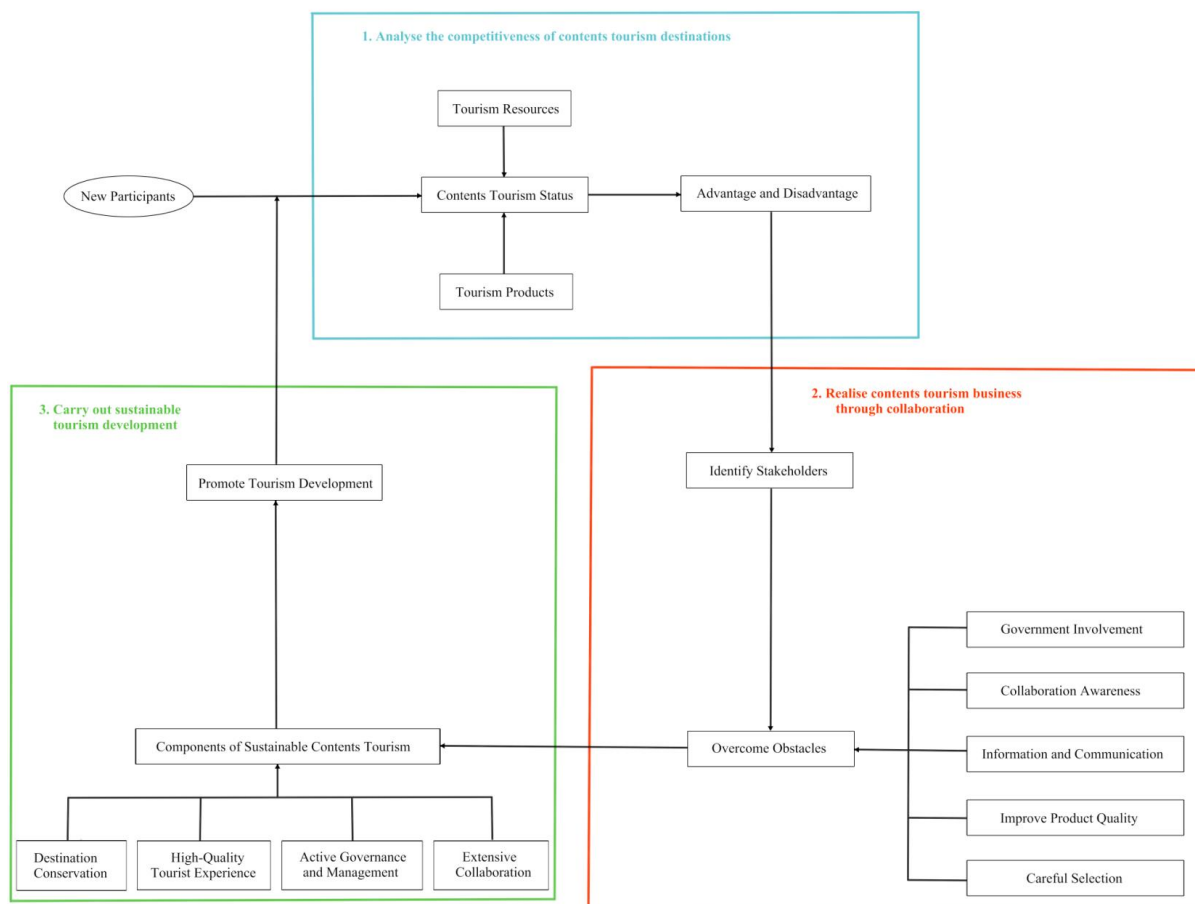 1. Analyse the competitiveness of contents tourism destinations
Tourism Resources
New Participants
Contents Tourism Status
Advantage and Disadvantage
Tourism Products
2. Realise contents tourism business
through collaboration
3. Carry out sustainable
tourism development
Identify Stakeholders
Promote Tourism Development
Government Involvement
Collaboration Awareness
Components of Sustainable Contents Tourism
Overcome Obstacles
Information and Communication
Improve Product Quality
Careful Selection
Destination
Conservation
High-Quality
Tourist Experience
Active Governance
and Management
Extensive
Collaboration